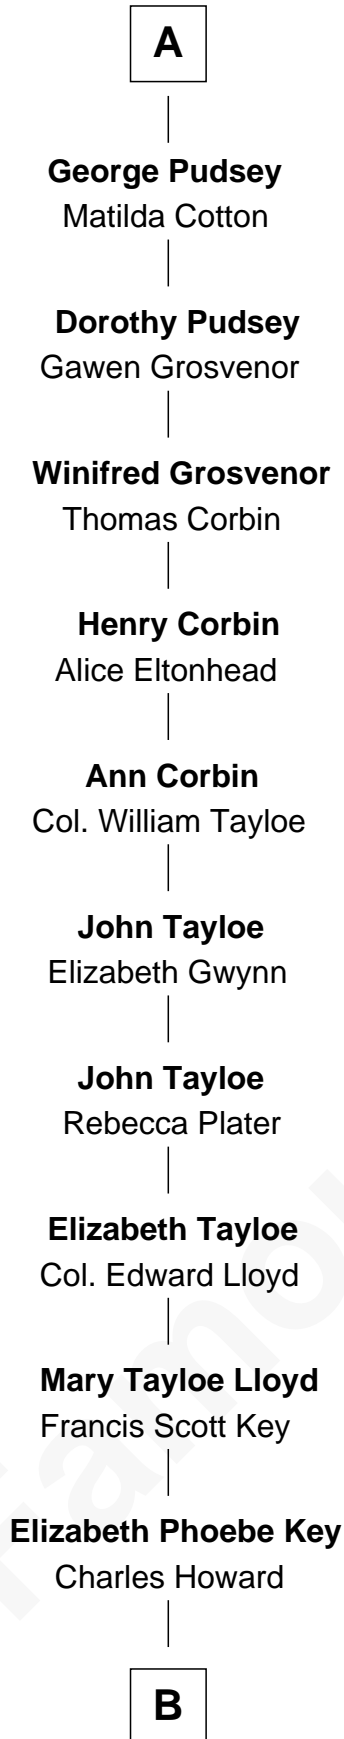 A
George Pudsey
Matilda Cotton
Dorothy Pudsey
Gawen Grosvenor
Winifred Grosvenor
Thomas Corbin
Henry Corbin
Alice Eltonhead
Ann Corbin
Col. William Tayloe
John Tayloe
Elizabeth Gwynn
John Tayloe
Rebecca Plater
Elizabeth Tayloe
Col. Edward Lloyd
Mary Tayloe Lloyd
Francis Scott Key
Elizabeth Phoebe Key
Charles Howard
B